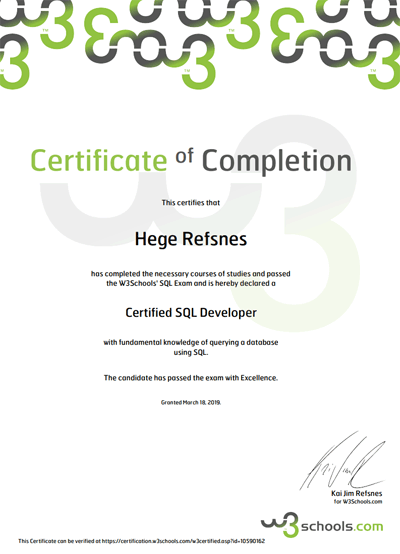 Certificate of Completion
This certifies that
Hege Refsnes
has completed the necessary courses of studies and passed
the W3Schools' SQL Exam and is hereby declared a
Certified SQL Developer
with fundamental knowledge of querying a database
using SQL.
The candidate has passed the exam with Excellence.
Granted March 18, 2019.
Kai Jim Refsnes
for W3Schools.com
w3schools.com
This Certificate can be verified at https://certification.w3schools.com/w3certified.asp?id=10590162